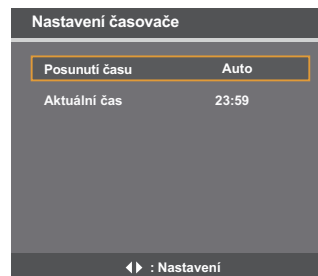 Nastavení časovače
Posunutí času Auto
Aktuální čas 23:59
: Nastavení